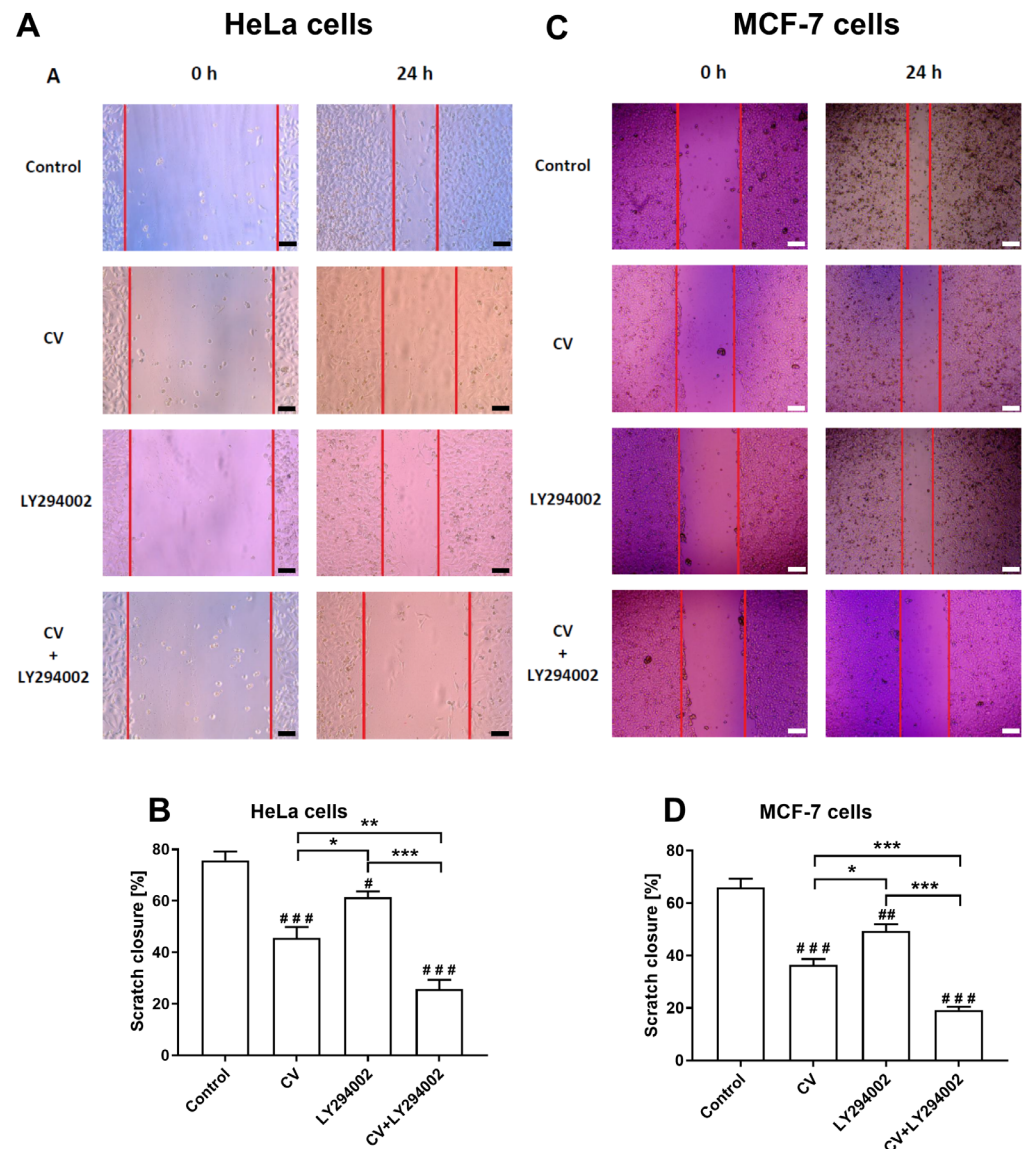 A HeLa cells
A 0 h 24 h
Control
CV
LY294002
CV
+
LY294002
C MCF-7 cells
0 h 24 h
Control
CV
LY294002
CV
+
LY294002
B HeLa cells
Scratch closure [%]
80
60
40
20
0
**
*
***
# # #
#
# # #
Control
CV
LY294002
CV+LY294002
D MCF-7 cells
Scratch closure [%]
80
60
40
20
0
***
*
***
# # #
##
# # #
Control
CV
LY294002
CV+LY294002